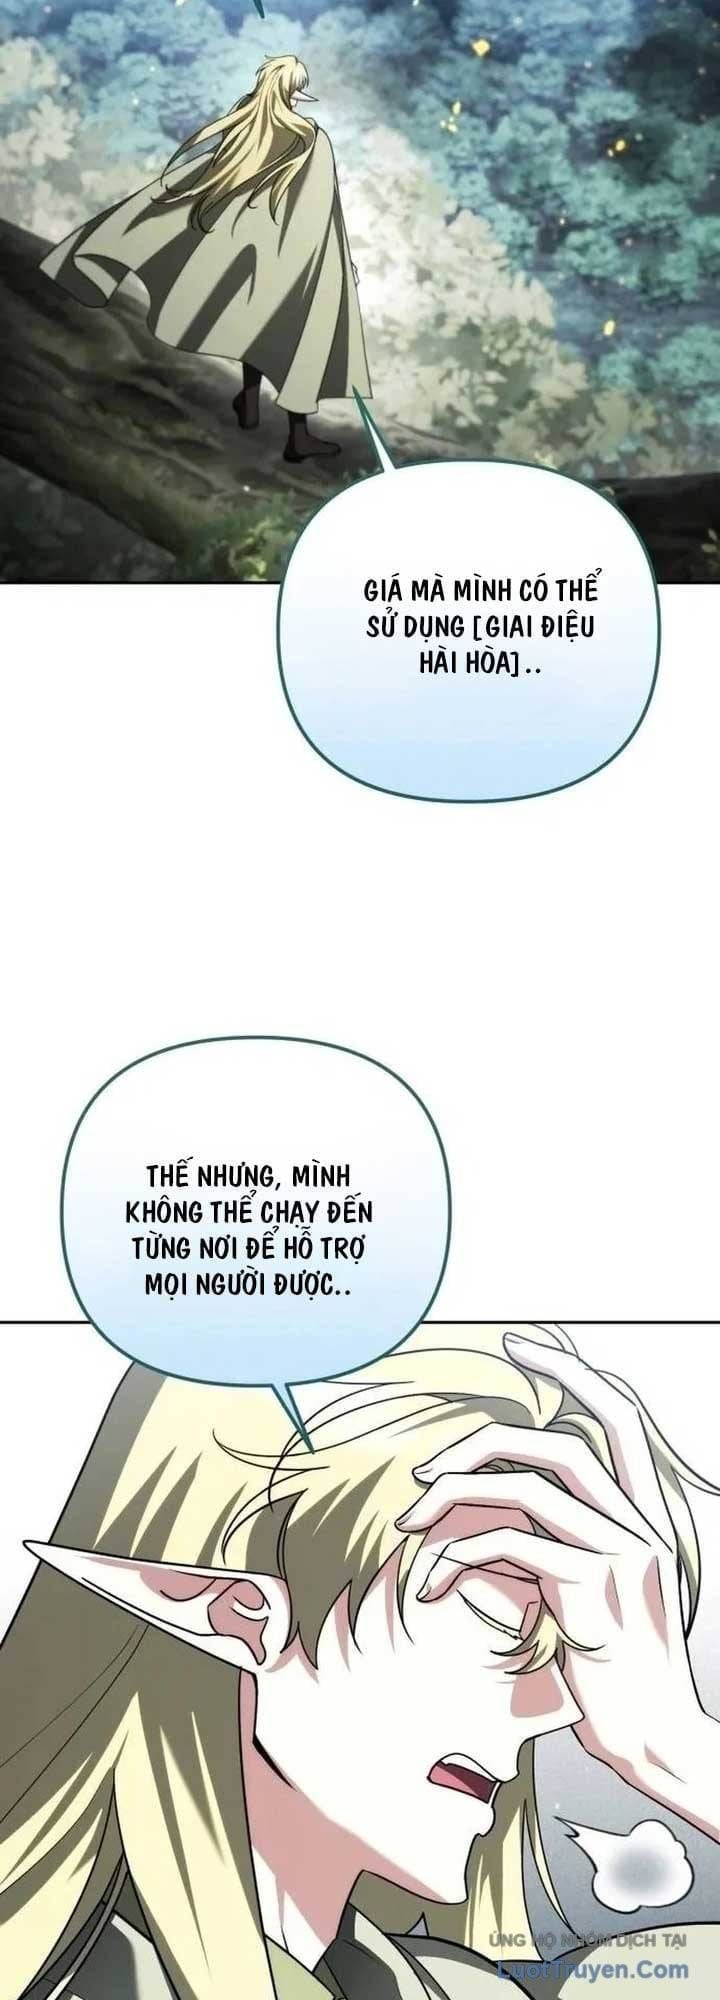 GIÁ MÀ MÌNH CÓ THỂ
SỬ DỤNG [GIAI ĐIỆU
HÀI HÒA]..
THẾ NHƯNG, MÌNH
KHÔNG THỂ CHẠY ĐẾN
TỪNG NƠI ĐỂ HỖ TRỢ
MỌI NGƯỜI ĐƯỢC..
ỦNG HỘ NHÓM DỊCH TẠI
LuotTruyen.Com